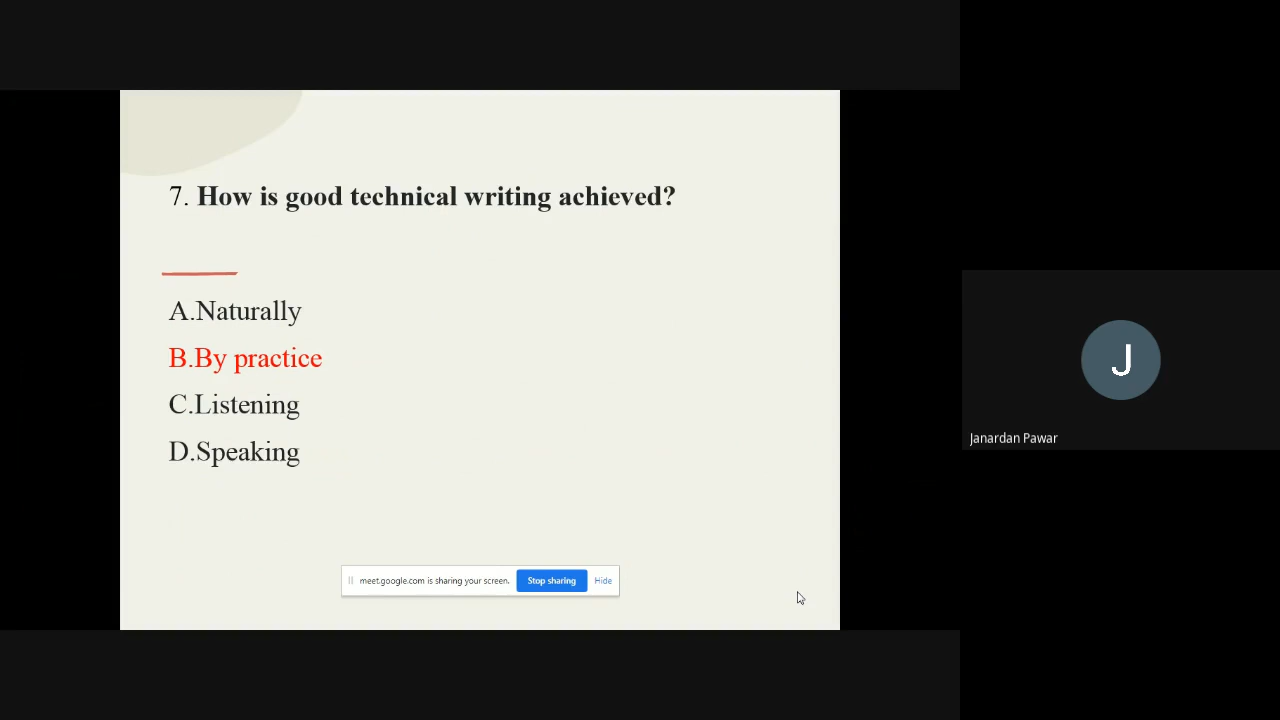 7. How is good technical writing achieved?
A.Naturally
B.By practice
C.Listening
D.Speaking
meet.google.com is sharing your screen. Stop sharing Hide
J
Janardan Pawar